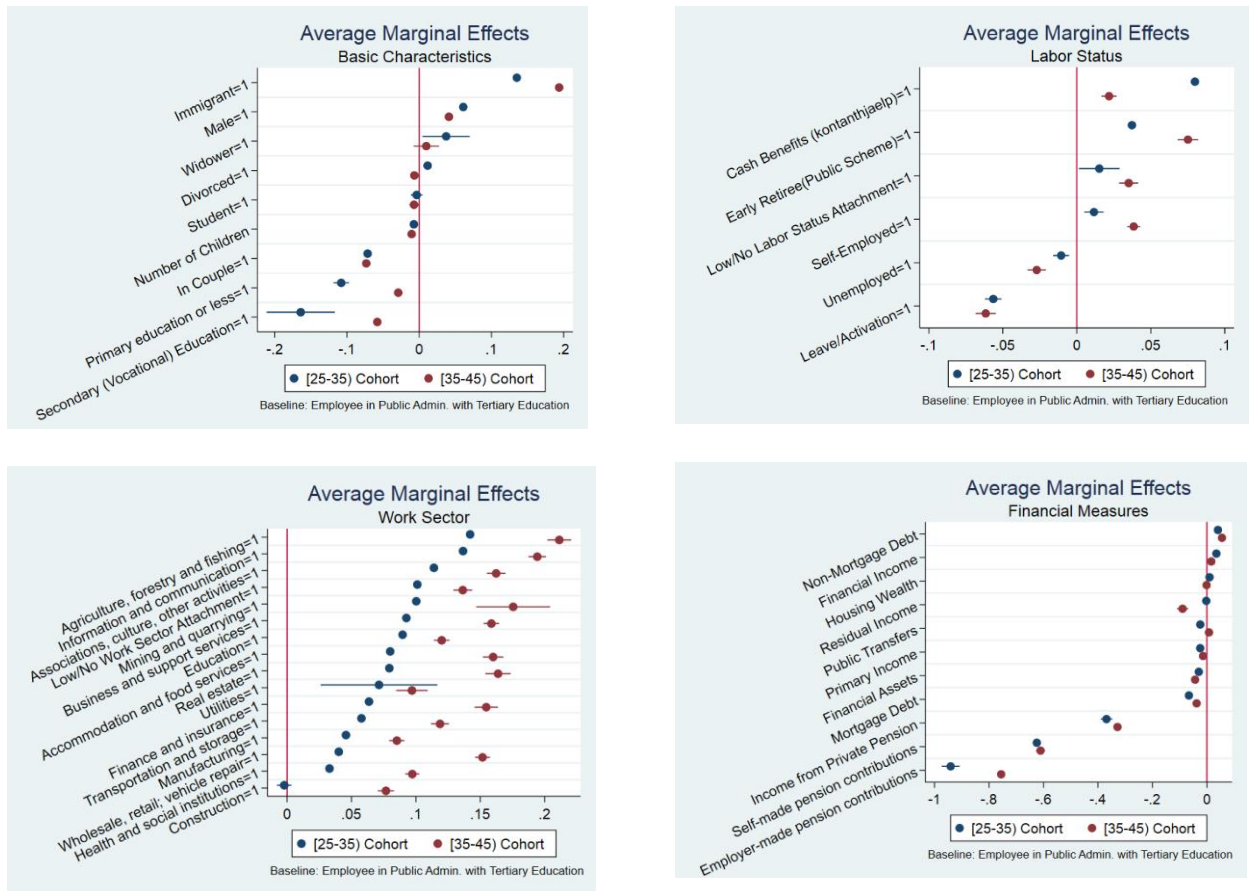 Average Marginal Effects
Basic Characteristics
Immigrant=1
Male=1
Widower=1
Divorced=1
Student=1
Number of Children
In Couple=1
Primary education or less=1
Secondary (Vocational) Education=1
-.2 -.1 0 .1 .2
[25-35) Cohort [35-45) Cohort
Baseline: Employee in Public Admin. with Tertiary Education
Average Marginal Effects
Labor Status
Cash Benefits (Kontanthjaelp)=1
Early Retiree(Public Scheme)=1
Low/No Labor Status Attachment=1
Self-Employed=1
Unemployed=1
Leave/Activation=1
-.1 -.05 0 .05 .1
[25-35) Cohort [35-45) Cohort
Baseline: Employee in Public Admin. with Tertiary Education
Average Marginal Effects
Work Sector
Agriculture, forestry and fishing=1
Information and communication=1
Associations, culture, other activities=1
Low/No Work Sector Attachment=1
Mining and quarrying=1
Business and support services=1
Education=1
Accommodation and food services=1
Real estate=1
Utilities=1
Finance and insurance=1
Transportation and storage=1
Manufacturing=1
Wholesale, retail; vehicle repair=1
Health and social institutions=1
Construction=1
0 .05 .1 .15 .2
[25-35) Cohort [35-45) Cohort
Baseline: Employee in Public Admin. with Tertiary Education
Average Marginal Effects
Financial Measures
Non-Mortgage Debt
Financial Income
Housing Wealth
Residual Income
Public Transfers
Primary Income
Financial Assets
Mortgage Debt
Income from Private Pension
Self-made pension contributions
Employer-made pension contributions
-1 -.8 -.6 -.4 -.2 0
[25-35) Cohort [35-45) Cohort
Baseline: Employee in Public Admin. with Tertiary Education